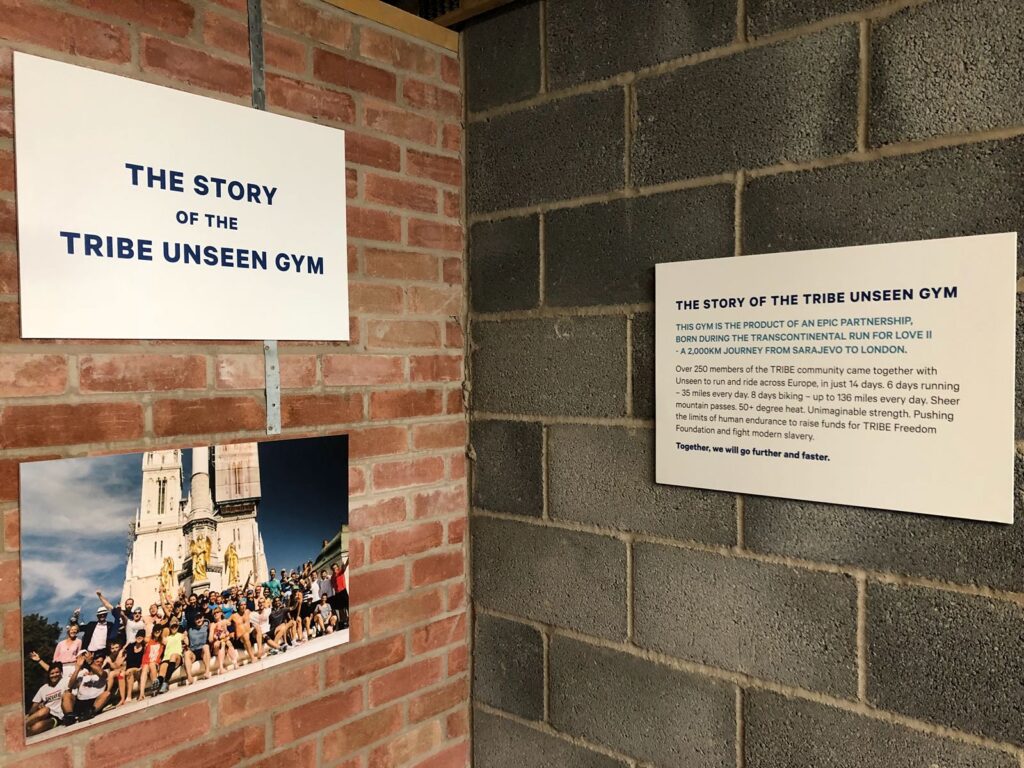 THE STORY
OF THE
TRIBE UNSEEN GYM
THE STORY OF THE TRIBE UNSEEN GYM
THIS GYM IS THE PRODUCT OF AN EPIC PARTNERSHIP,
BORN DURING THE TRANSCONTINENTAL RUN FOR LOVE II
- A 2,000KM JOURNEY FROM SARAJEVO TO LONDON.
Over 250 members of the TRIBE community came together with
Unseen to run and ride across Europe, in just 14 days. 6 days running
– 35 miles every day. 8 days biking – up to 136 miles every day. Sheer
mountain passes. 50+ degree heat. Unimaginable strength. Pushing
the limits of human endurance to raise funds for TRIBE Freedom
Foundation and fight modern slavery.
Together, we will go further and faster.